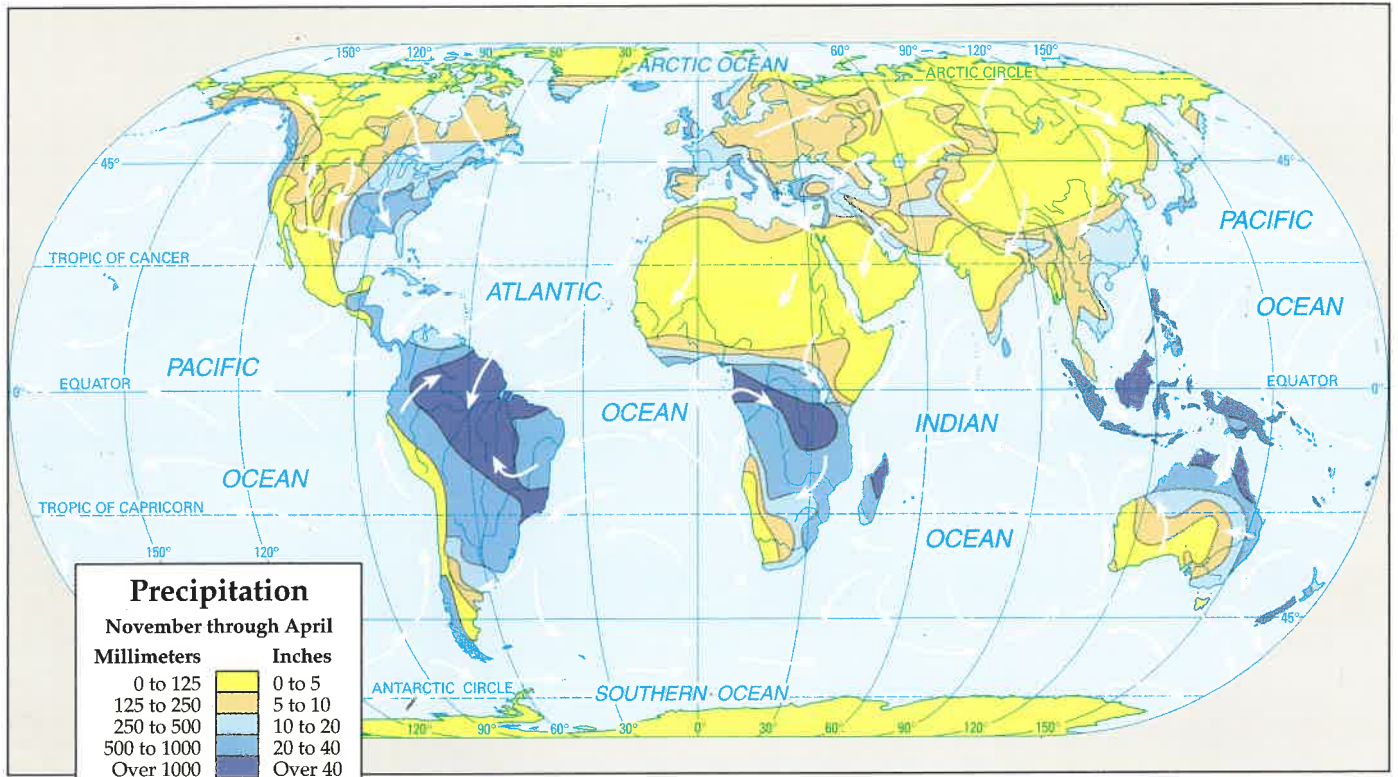 150° 120° 90° 60° 30° 60° 90° 120° 150°
ARCTIC OCEAN
ARCTIC CIRCLE
45° 45°
PACIFIC
TROPIC OF CANCER
ATLANTIC
OCEAN
PACIFIC
EQUATOR EQUATOR
0° 0°
OCEAN
INDIAN
OCEAN
TROPIC OF CAPRICORN
OCEAN
150° 120°
45°
ANTARCTIC CIRCLE
SOUTHERN OCEAN
120° 90° 60° 30° 0° 30° 60° 90° 120° 150°
Precipitation
November through April
Millimeters Inches
0 to 125 0 to 5
125 to 250 5 to 10
250 to 500 10 to 20
500 to 1000 20 to 40
Over 1000 Over 40